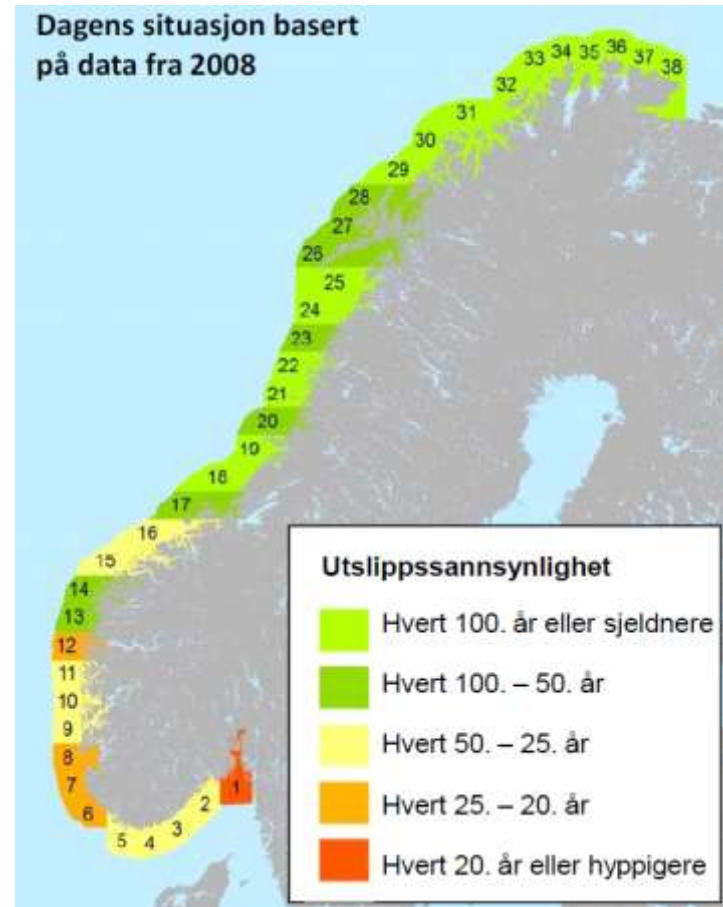 Dagens situasjon basert
på data fra 2008
33 34 35 36 37 38
32
31
30
29
28
27
26
25
24
23
22
21
20
19
18
17
16
15
14
13
12
11
10
9
8
7
6
5 4 3 2 1
Utslippssannsynlighet
Hvert 100. år eller sjeldnere
Hvert 100. – 50. år
Hvert 50. – 25. år
Hvert 25. – 20. år
Hvert 20. år eller hyppigere